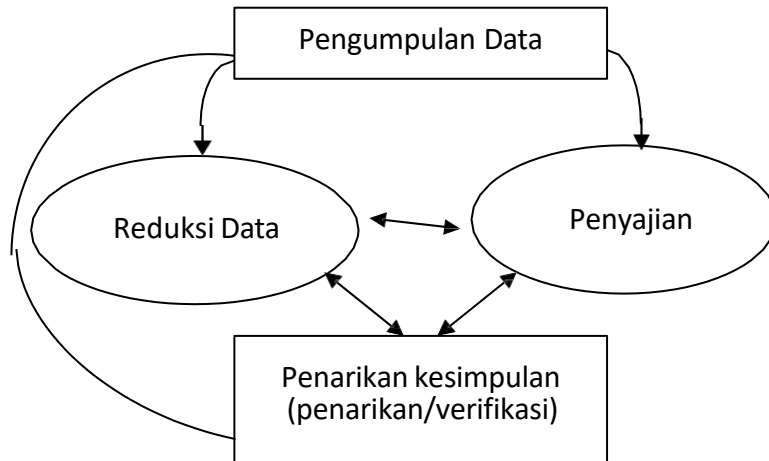 Pengumpulan Data
Reduksi Data
Penyajian
Penarikan kesimpulan
(penarikan/verifikasi)